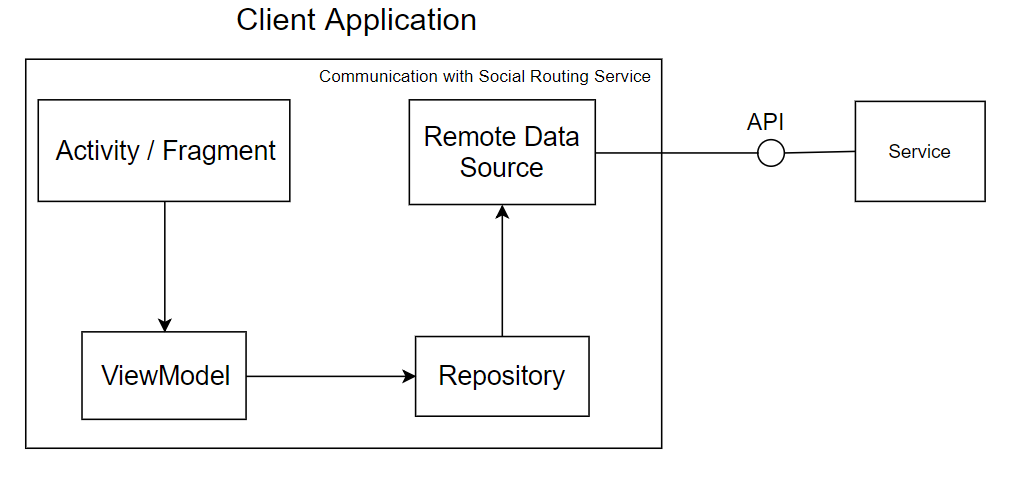 Client Application
Communication with Social Routing Service
Activity / Fragment
Remote Data
Source
API
Service
ViewModel
Repository